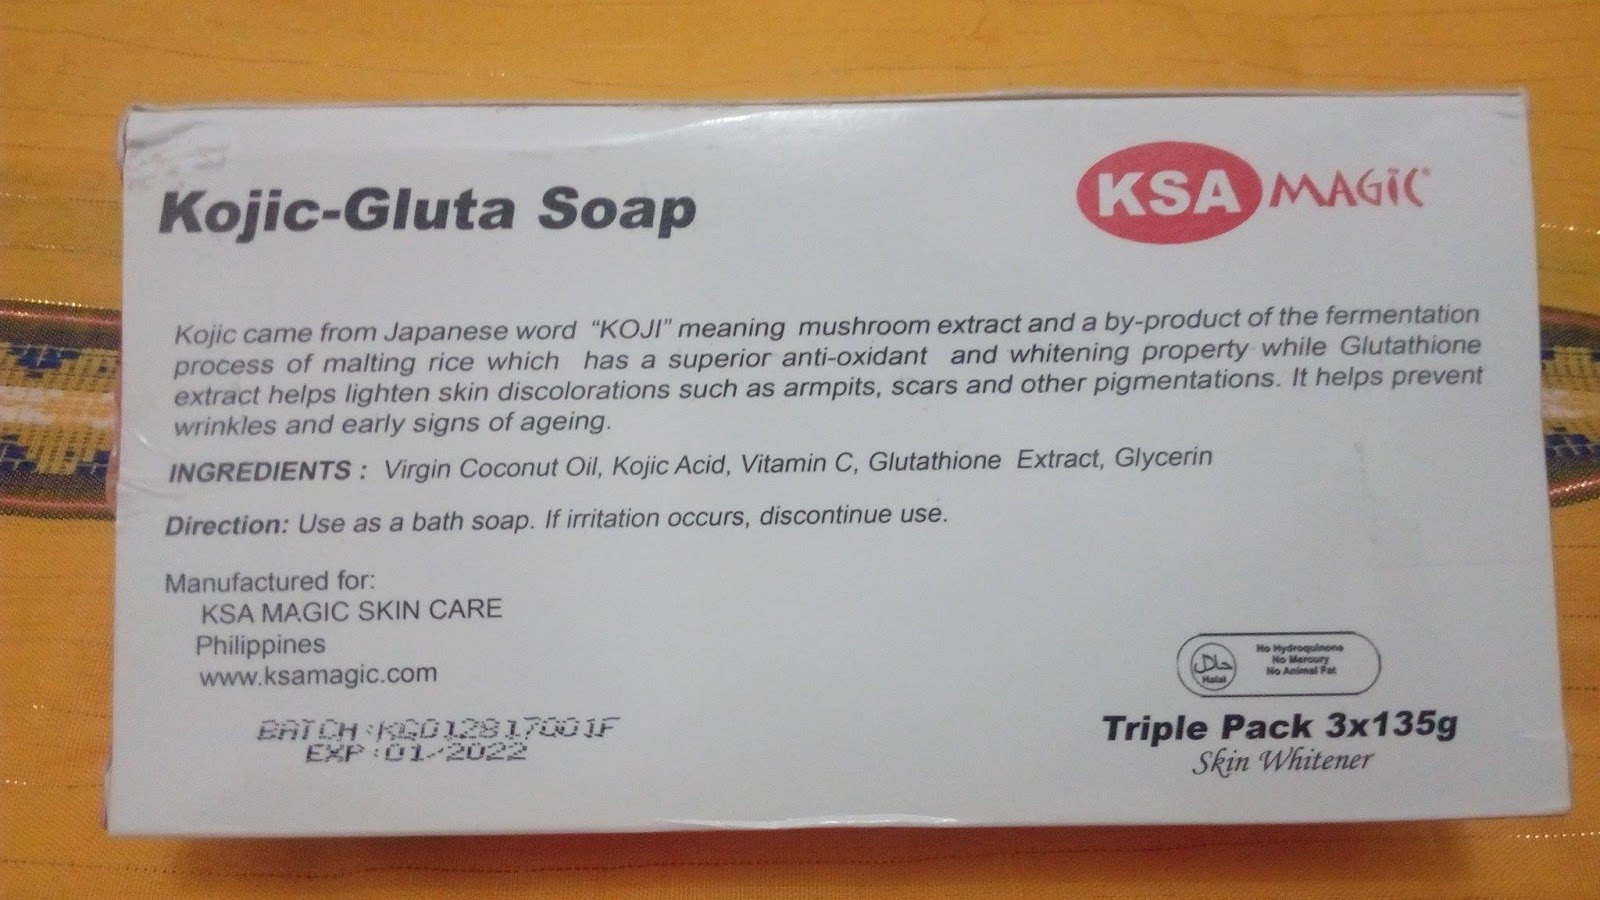 Kojic-Gluta Soap
KSA MAGIC®
Kojic came from Japanese word “KOJI” meaning mushroom extract and a by-product of the fermentation
process of malting rice which has a superior anti-oxidant and whitening property while Glutathione
extract helps lighten skin discolorations such as armpits, scars and other pigmentations. It helps prevent
wrinkles and early signs of ageing.
INGREDIENTS : Virgin Coconut Oil, Kojic Acid, Vitamin C, Glutathione Extract, Glycerin
Direction: Use as a bath soap. If irritation occurs, discontinue use.
Manufactured for:
KSA MAGIC SKIN CARE
Philippines
www.ksamagic.com
BATCH :KG012817001F
EXP :01/2022
حلال
Halal
No Hydroquinone
No Mercury
No Animal Fat
Triple Pack 3x135g
Skin Whitener